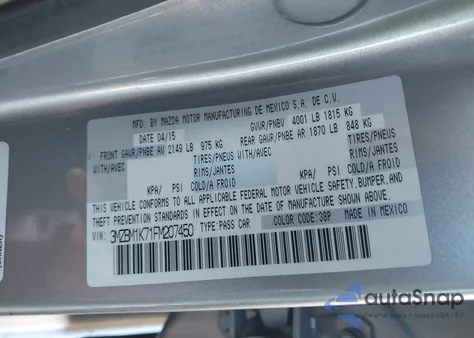 MFD. BY MAZDA MOTOR MANUFACTURING DE MEXICO S.A. DE C.V.
DATE 04/15 GVWR/PNBV 4001 LB 1815 KG
FRONT GAWR/PNBE AV 2149 LB 975 KG REAR GAWR/PNBE AR 1870 LB 848 KG
WITH/AVEC TIRES/PNEUS WITH/AVEC TIRES/PNEUS
RIMS/JANTES RIMS/JANTES
KPA/ PSI COLD/A FROID KPA/ PSI COLD/A FROID
THIS VEHICLE CONFORMS TO ALL APPLICABLE FEDERAL MOTOR VEHICLE SAFETY, BUMPER, AND
THEFT PREVENTION STANDARDS IN EFFECT ON THE DATE OF MANUFACTURE SHOWN ABOVE.
VIN: 3MZBM1K71FM207450 TYPE:PASS CAR COLOR CODE:38P MADE IN MEXICO
autoSnap